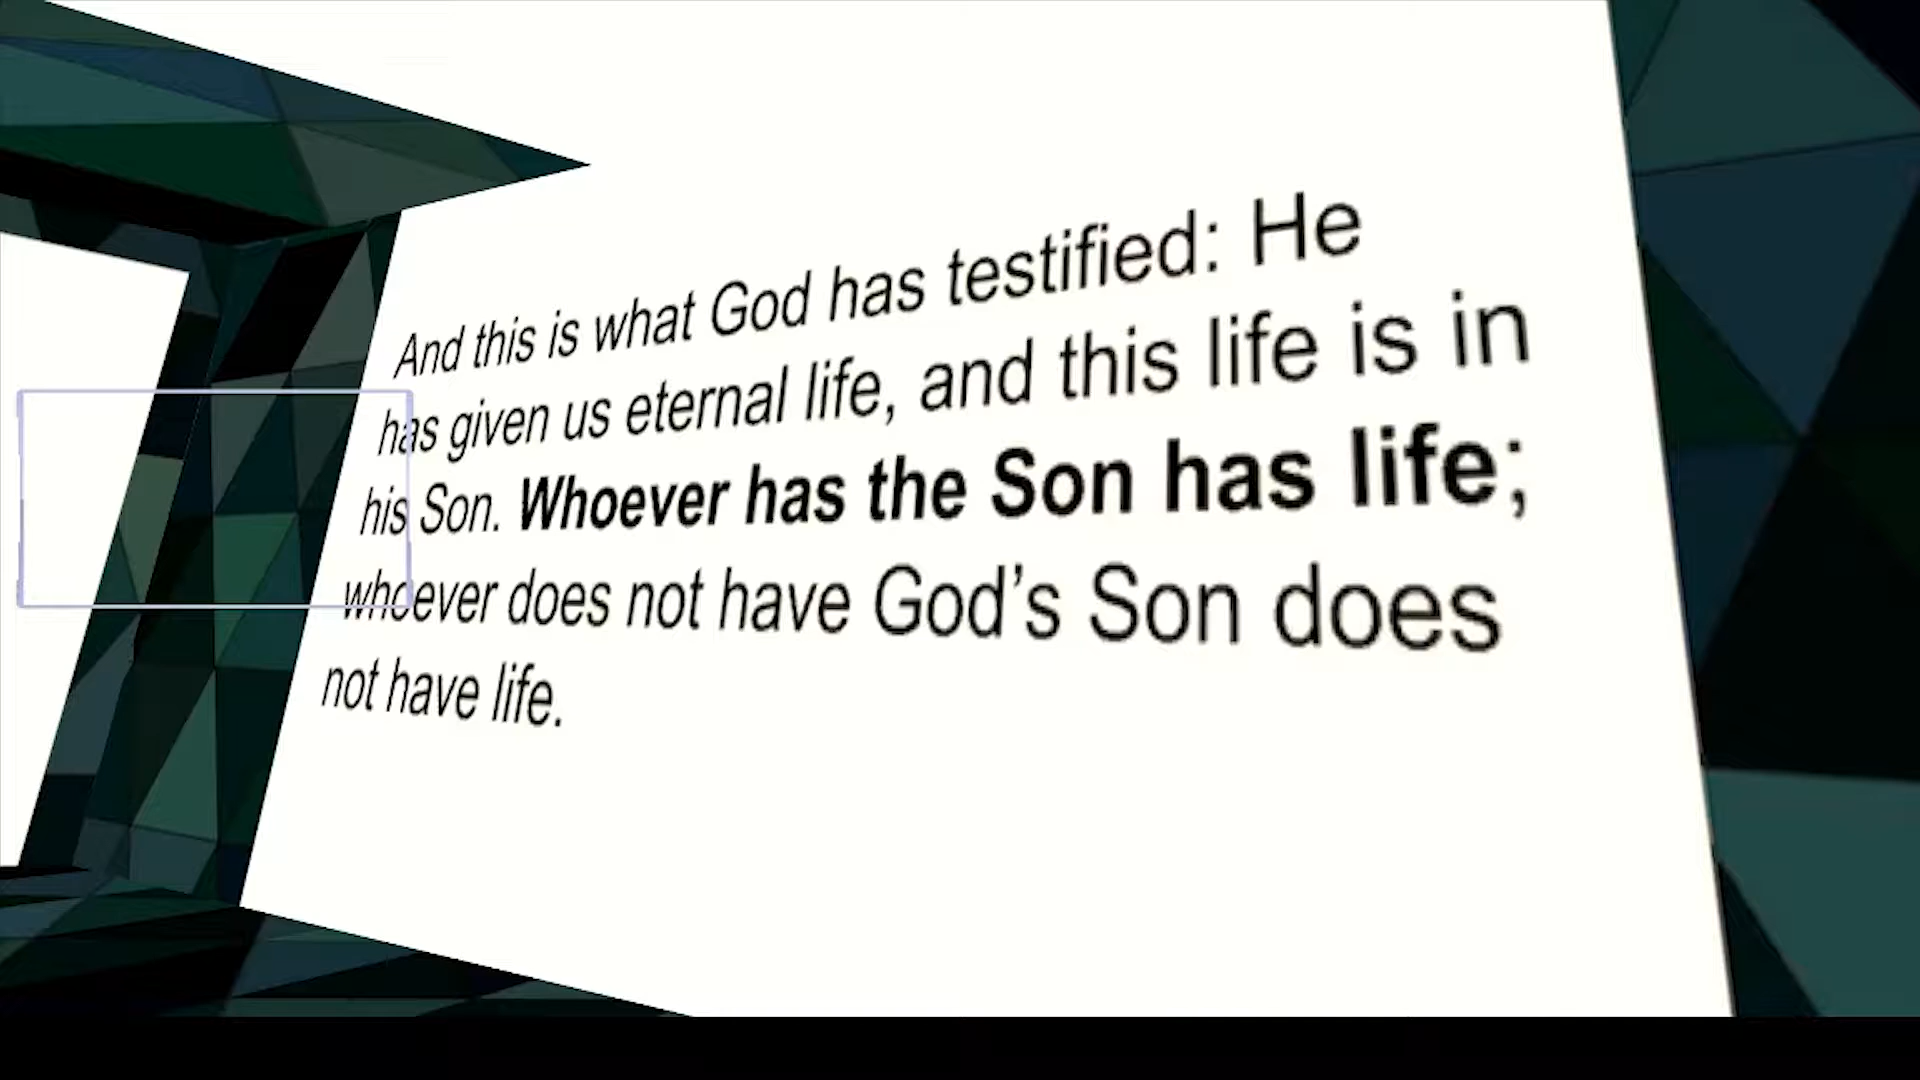 And this is what God has testified: He
has given us eternal life, and this life is in
his Son. Whoever has the Son has life;
whoever does not have God’s Son does
not have life.